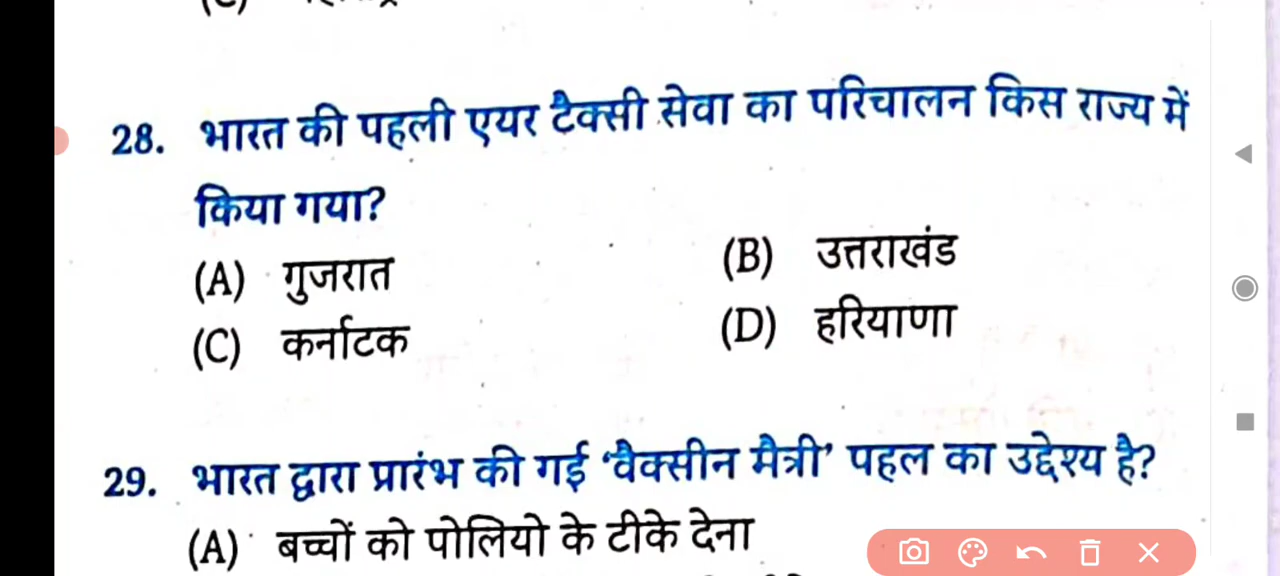 28. भारत की पहली एयर टैक्सी सेवा का परिचालन किस राज्य में
किया गया?
(A) गुजरात (B) उत्तराखंड
(C) कर्नाटक (D) हरियाणा
29. भारत द्वारा प्रारंभ की गई ‘वैक्सीन मैत्री’ पहल का उद्देश्य है?
(A) बच्चों को पोलियो के टीके देना